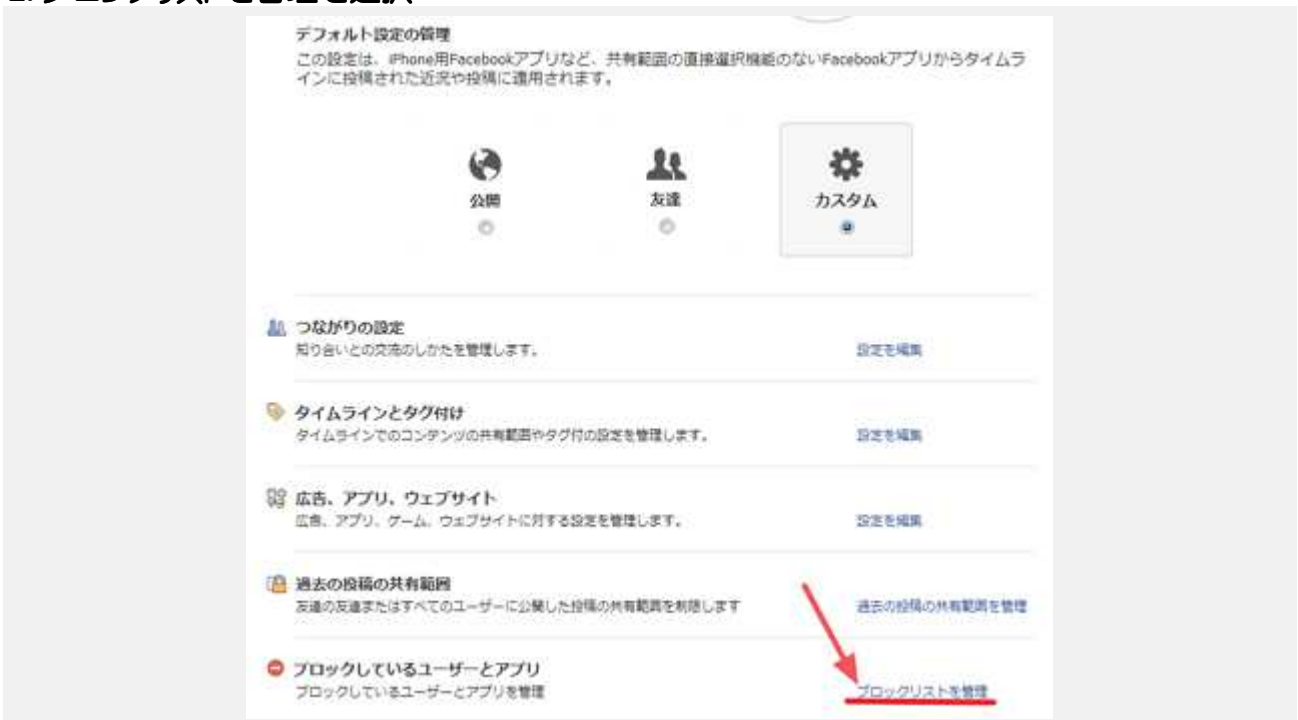 デフォルト設定の管理
この設定は、iPhone用Facebookアプリなど、共有範囲の直接選択機能のないFacebookアプリからタイムラ
インに投稿された近況や投稿に適用されます。
公開
友達
カスタム
つながりの設定
知り合いとの交流のしかたを管理します。
設定を編集
タイムラインとタグ付け
タイムラインでのコンテンツの共有範囲やタグ付の設定を管理します。
設定を編集
広告、アプリ、ウェブサイト
広告、アプリ、ゲーム、ウェブサイトに対する設定を管理します。
設定を編集
過去の投稿の共有範囲
友達の友達またはすべてのユーザーに公開した投稿の共有範囲を制限します
過去の投稿の共有範囲を管理
ブロックしているユーザーとアプリ
ブロックしているユーザーとアプリを管理
ブロックリストを管理